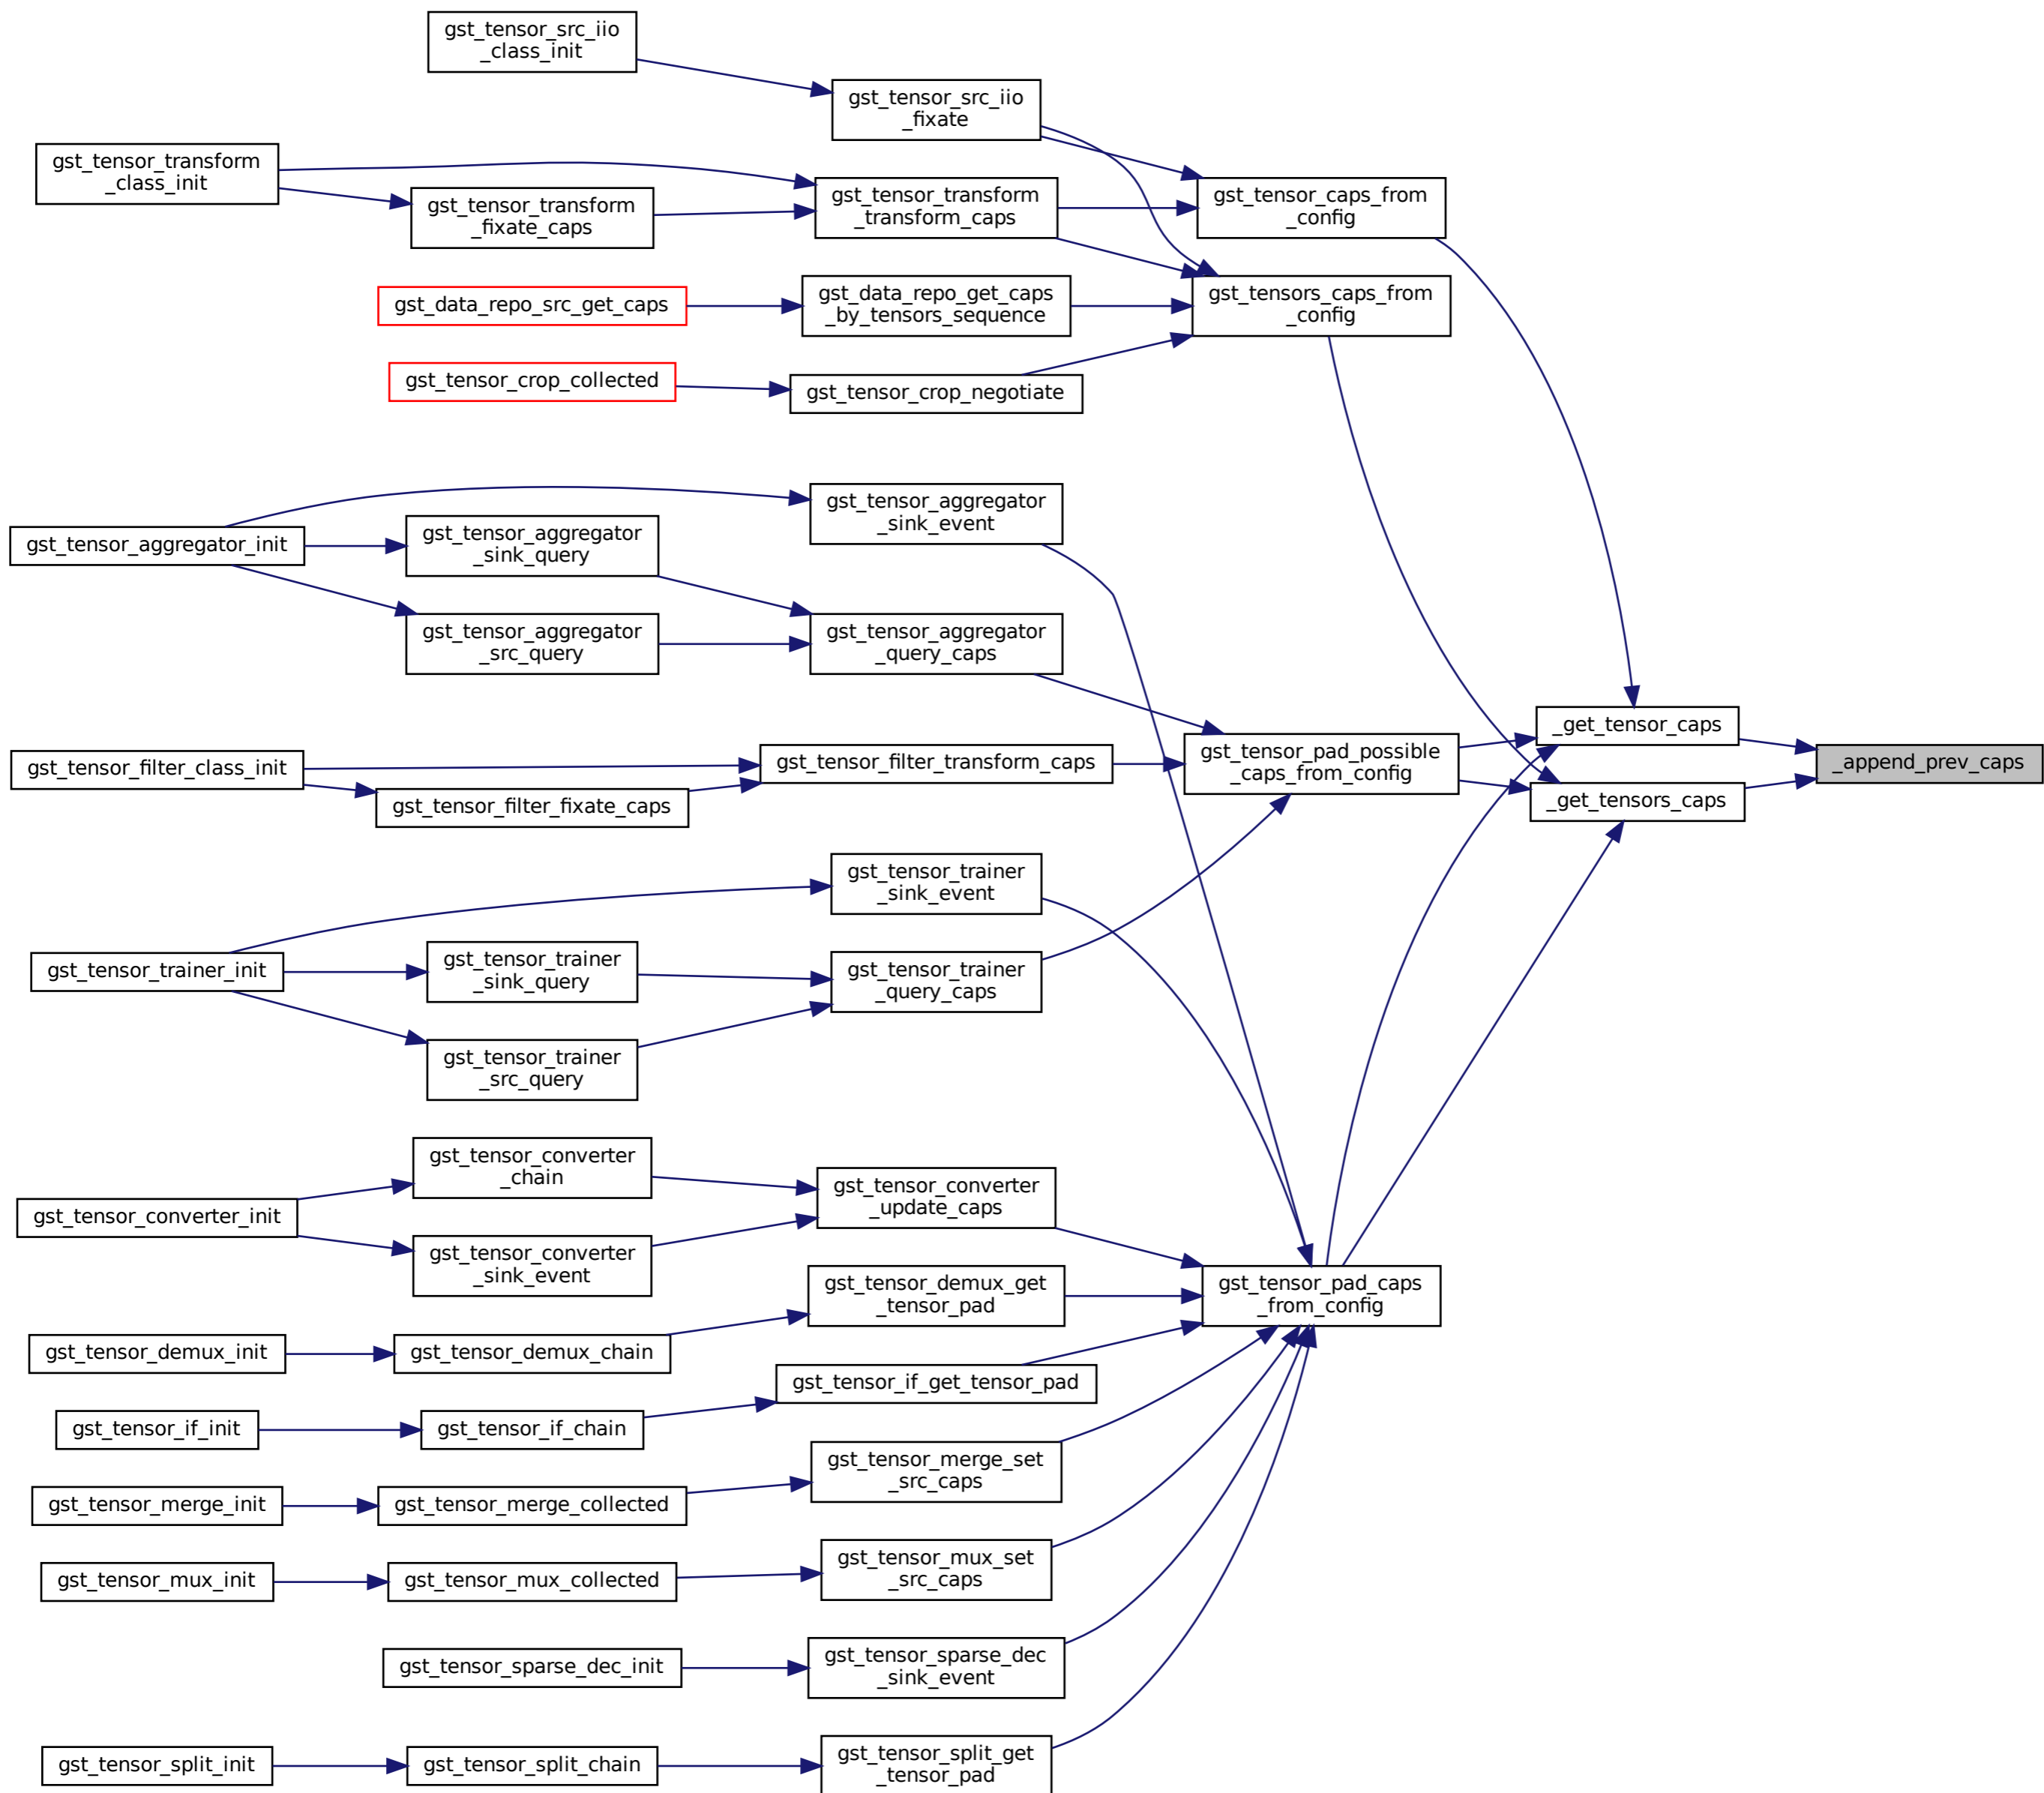 gst_tensor_src_iio
_class_init
gst_tensor_src_iio
_fixate
gst_tensor_transform
_class_init
gst_tensor_transform
_fixate_caps
gst_tensor_transform
_transform_caps
gst_tensor_caps_from
_config
gst_data_repo_src_get_caps
gst_data_repo_get_caps
_by_tensors_sequence
gst_tensors_caps_from
_config
gst_tensor_crop_collected
gst_tensor_crop_negotiate
gst_tensor_aggregator
_sink_event
gst_tensor_aggregator_init
gst_tensor_aggregator
_sink_query
gst_tensor_aggregator
_src_query
gst_tensor_aggregator
_query_caps
_get_tensor_caps
gst_tensor_filter_class_init
gst_tensor_filter_transform_caps
gst_tensor_pad_possible
_caps_from_config
_append_prev_caps
gst_tensor_filter_fixate_caps
_get_tensors_caps
gst_tensor_trainer
_sink_event
gst_tensor_trainer_init
gst_tensor_trainer
_sink_query
gst_tensor_trainer
_query_caps
gst_tensor_trainer
_src_query
gst_tensor_converter
_chain
gst_tensor_converter_init
gst_tensor_converter
_update_caps
gst_tensor_converter
_sink_event
gst_tensor_demux_get
_tensor_pad
gst_tensor_pad_caps
_from_config
gst_tensor_demux_init
gst_tensor_demux_chain
gst_tensor_if_get_tensor_pad
gst_tensor_if_init
gst_tensor_if_chain
gst_tensor_merge_set
_src_caps
gst_tensor_merge_init
gst_tensor_merge_collected
gst_tensor_mux_set
_src_caps
gst_tensor_mux_init
gst_tensor_mux_collected
gst_tensor_sparse_dec_init
gst_tensor_sparse_dec
_sink_event
gst_tensor_split_init
gst_tensor_split_chain
gst_tensor_split_get
_tensor_pad